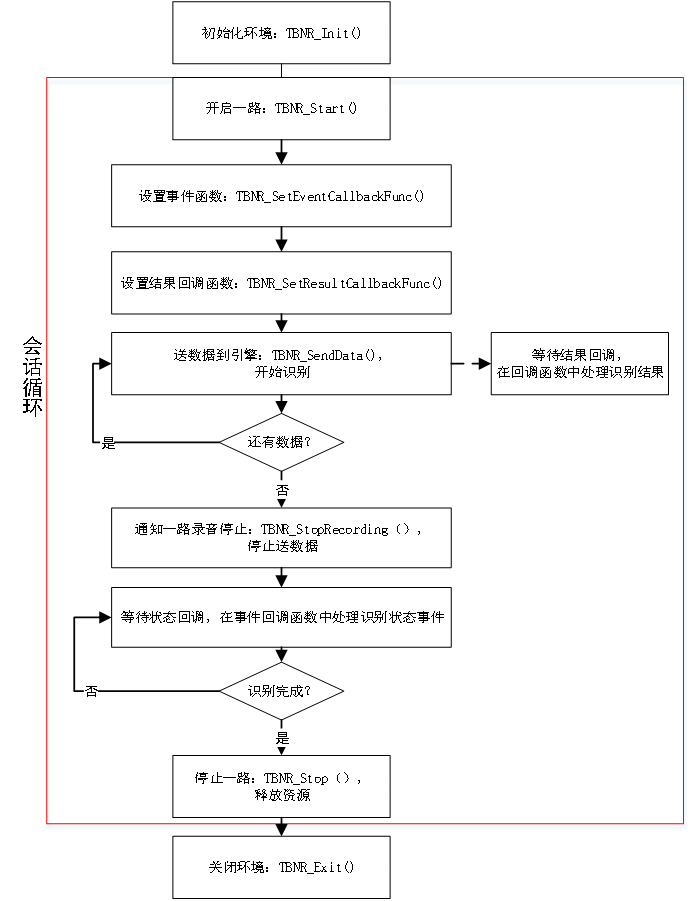 初始化环境：TBNR_Init()
开启一路：TBNR_Start()
设置事件函数：TBNR_SetEventCallbackFunc()
设置结果回调函数：TBNR_SetResultCallbackFunc()
会话循环
送数据到引擎：TBNR_SendData()，
开始识别
等待结果回调，
在回调函数中处理识别结果
还有数据？
是
否
通知一路录音停止：TBNR_StopRecording（），
停止送数据
等待状态回调，在事件回调函数中处理识别状态事件
识别完成？
否
是
停止一路：TBNR_Stop（），
释放资源
关闭环境：TBNR_Exit()